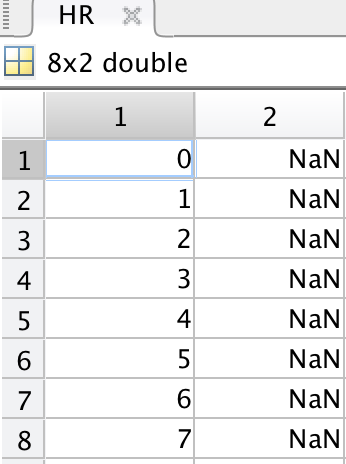 HR
8x2 double
1 2
1 0 NaN
2 1 NaN
3 2 NaN
4 3 NaN
5 4 NaN
6 5 NaN
7 6 NaN
8 7 NaN